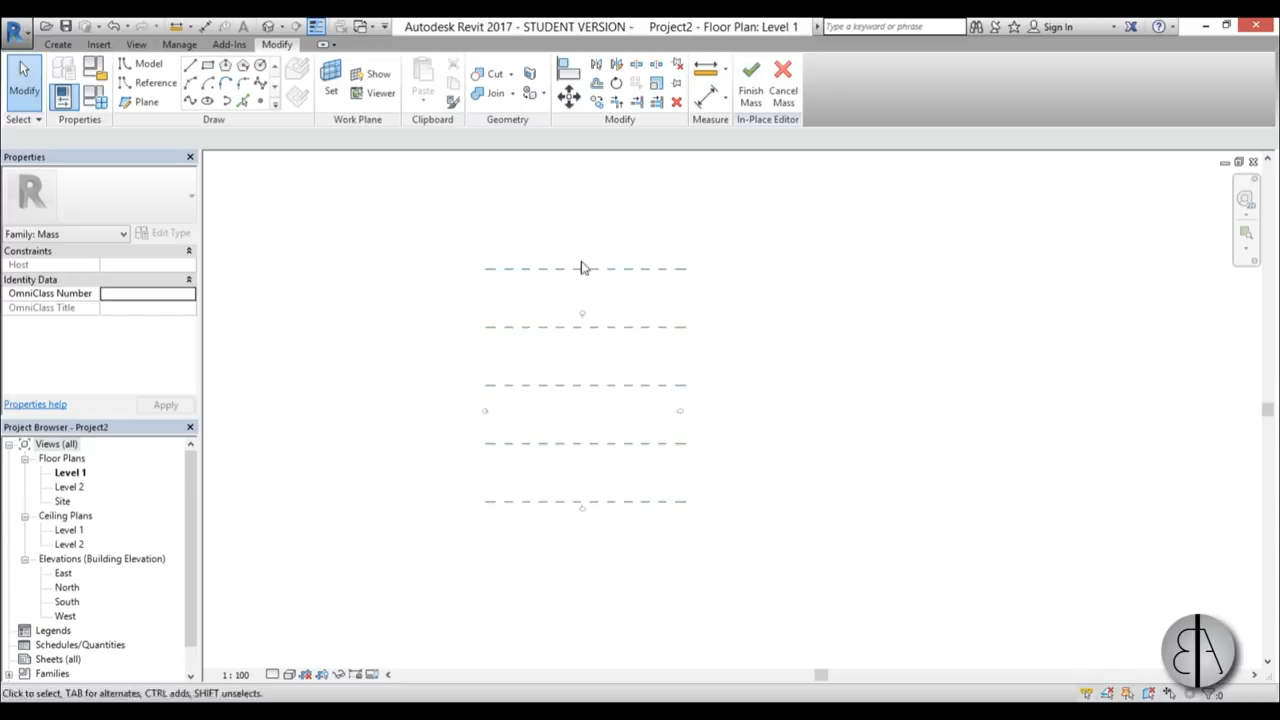 Autodesk Revit 2017 - STUDENT VERSION - Project2 - Floor Plan: Level 1
Type a keyword or phrase
Sign In
Create Insert View Manage Add-Ins Modify
Modify
Model
Reference
Plane
Set
Show
Viewer
Paste
Cut
Join
Finish Mass
Cancel Mass
Select Properties Draw Work Plane Clipboard Geometry Modify Measure In-Place Editor
Properties
Family: Mass
Edit Type
Constraints
Host
Identity Data
OmniClass Number
OmniClass Title
Properties help
Apply
Project Browser - Project2
Views (all)
Floor Plans
Level 1
Level 2
Site
Ceiling Plans
Level 1
Level 2
Elevations (Building Elevation)
East
North
South
West
Legends
Schedules/Quantities
Sheets (all)
Families
1 : 100
Click to select, TAB for alternates, CTRL adds, SHIFT unselects.
:0